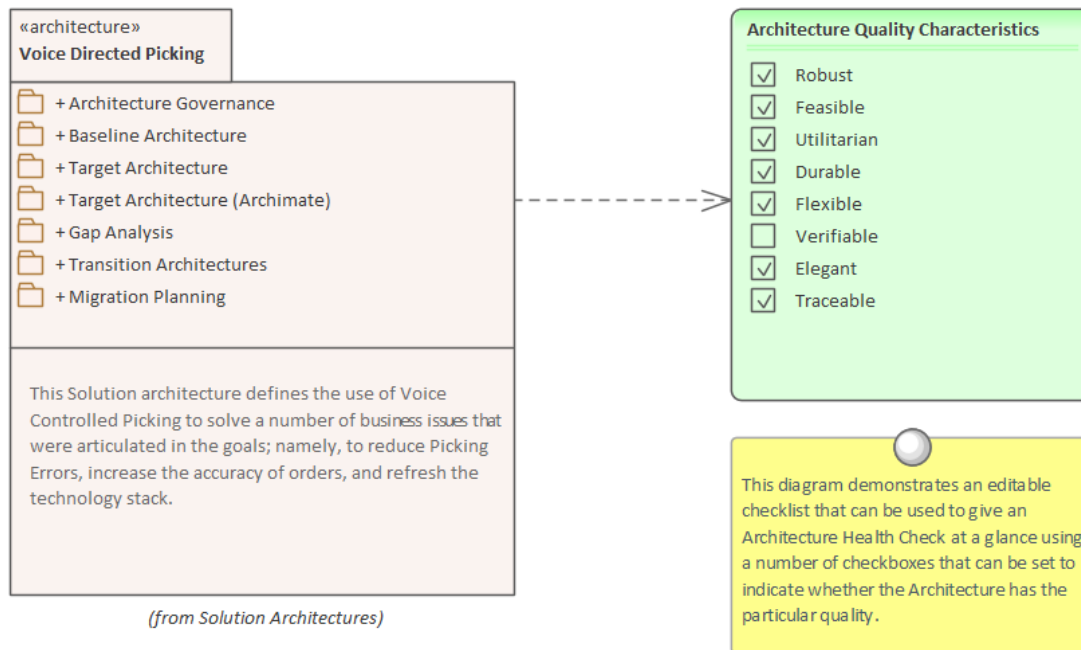 «architecture»
Voice Directed Picking
+ Architecture Governance
+ Baseline Architecture
+ Target Architecture
+ Target Architecture (Archimate)
+ Gap Analysis
+ Transition Architectures
+ Migration Planning
This Solution architecture defines the use of Voice
Controlled Picking to solve a number of business issues that
were articulated in the goals; namely, to reduce Picking
Errors, increase the accuracy of orders, and refresh the
technology stack.
(from Solution Architectures)
Architecture Quality Characteristics
Robust
Feasible
Utilitarian
Durable
Flexible
Verifiable
Elegant
Traceable
This diagram demonstrates an editable
checklist that can be used to give an
Architecture Health Check at a glance using
a number of checkboxes that can be set to
indicate whether the Architecture has the
particular quality.